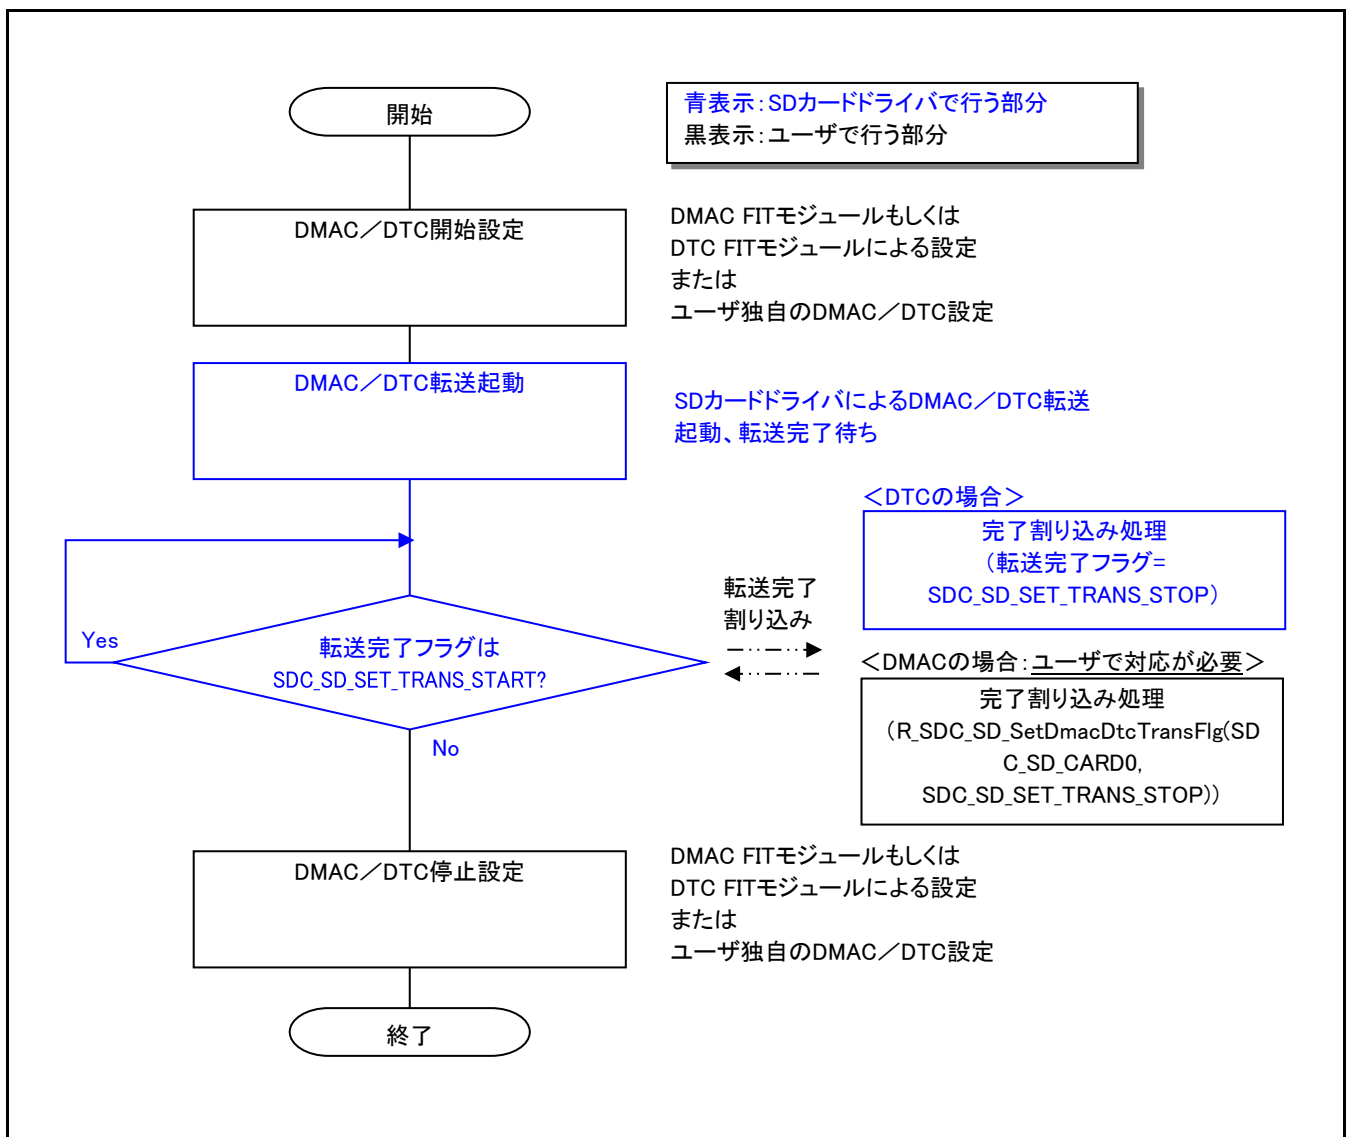 開始
青表示：SDカードドライバで行う部分
黒表示：ユーザで行う部分
DMAC／DTC開始設定
DMAC FITモジュールもしくは
DTC FITモジュールによる設定
または
ユーザ独自のDMAC／DTC設定
DMAC／DTC転送起動
SDカードドライバによるDMAC／DTC転送
起動、転送完了待ち
＜DTCの場合＞
完了割り込み処理
（転送完了フラグ=
SDC_SD_SET_TRANS_STOP）
転送完了
割り込み
Yes
転送完了フラグは
SDC_SD_SET_TRANS_START?
No
＜DMACの場合：ユーザで対応が必要＞
完了割り込み処理
（R_SDC_SD_SetDmacDtcTransFlg(SD
C_SD_CARD0,
SDC_SD_SET_TRANS_STOP)）
DMAC／DTC停止設定
DMAC FITモジュールもしくは
DTC FITモジュールによる設定
または
ユーザ独自のDMAC／DTC設定
終了